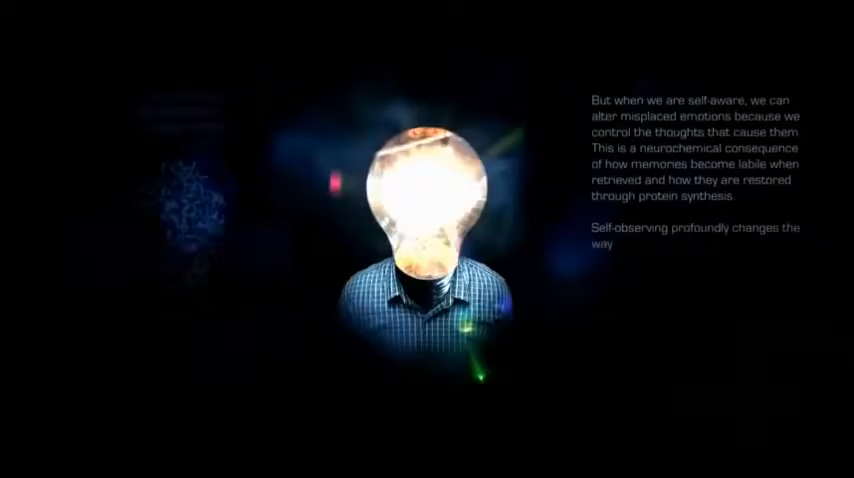 But when we are self-aware, we can
alter misplaced emotions because we
control the thoughts that cause them.
This is a neurochemical consequence
of how memories become labile when
retrieved and how they are restored
through protein synthesis.
Self-observing profoundly changes the
way